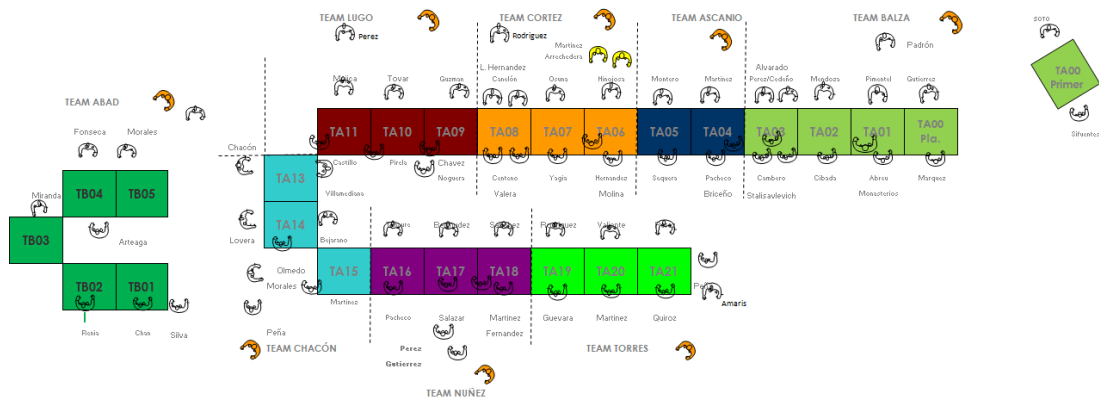 TEAM LUGO
TEAM CORTEZ
TEAM ASCANIO
TEAM BALZA
SOTO
Perez
Rodriguez
Martinez
Arrechedera
Padrón
L. Hernandez
Alvarado
Mojica
Tovar
Guzman
Canelón
Osuna
Hinojosa
Montero
Martinez
Perez/Cedeño
Mendoza
Pimentel
Gutierrez
TA00
Primer
TEAM ABAD
Sifuentes
Fonseca
Morales
TA11
TA10
TA09
TA08
TA07
TA06
TA05
TA04
TA03
TA02
TA01
TA00
Pla.
Chacón
Castillo
Pirela
Chavez
Centeno
Yagis
Hernandez
Sequera
Pacheco
Cambero
Cibada
Abreu
Marquez
TA13
Villamediana
Noguera
Valera
Molina
Briceño
Stalisavlevich
Monasterios
Miranda
TB04
TB05
TB03
Arteaga
Lovera
TA14
Bejarano
Valiente
Olmedo
Morales
TA15
TA16
TA17
TA18
TA19
TA20
TA21
TB02
TB01
Amaris
Martinez
Pacheco
Salazar
Martinez
Fernandez
Guevara
Martinez
Quiroz
Chan
Silva
Peña
TEAM CHACÓN
Perez
Gutierrez
TEAM TORRES
TEAM NUÑEZ